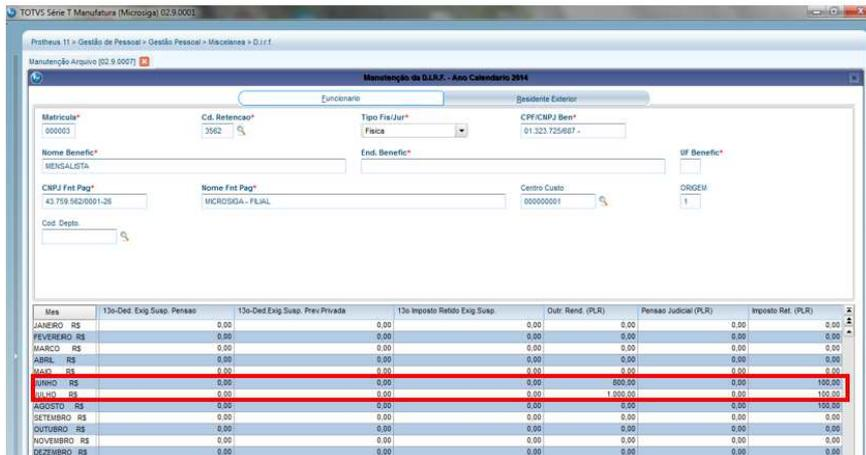 TOTVS Série T Manufatura (Microsiga) 02.9.0001
Protheus 11 > Gestão de Pessoal > Gestão Pessoal > Miscelanea > D.i.r.f.
Manutenção Arquivo [02.9.0007]
Manutenção da D.I.R.F. - Ano Calendario 2014
Funcionario Residente Exterior
Matricula* Cd. Retencao* Tipo Fis/Jur* CPF/CNPJ Ben*
000003 3562 Fisica 01.323.725/687 -
Nome Benefic* End. Benefic* UF Benefic*
MENSALISTA
CNPJ Fnt Pag* Nome Fnt Pag* Centro Custo ORIGEM
43.759.562/0001-26 MICROSIGA - FILIAL 000000001 1
Cod. Depto.
Mes 13o-Ded. Exig.Susp. Pensao 13o-Ded.Exig.Susp. Prev.Privada 13o Imposto Retido Exig.Susp. Outr. Rend. (PLR) Pensao Judicial (PLR) Imposto Ret. (PLR)
JANEIRO R$ 0,00 0,00 0,00 0,00 0,00 0,00
FEVEREIRO R$ 0,00 0,00 0,00 0,00 0,00 0,00
MARCO R$ 0,00 0,00 0,00 0,00 0,00 0,00
ABRIL R$ 0,00 0,00 0,00 0,00 0,00 0,00
MAIO R$ 0,00 0,00 0,00 0,00 0,00 0,00
JUNHO R$ 0,00 0,00 0,00 800,00 0,00 100,00
JULHO R$ 0,00 0,00 0,00 1.000,00 0,00 100,00
AGOSTO R$ 0,00 0,00 0,00 0,00 0,00 100,00
SETEMBRO R$ 0,00 0,00 0,00 0,00 0,00 0,00
OUTUBRO R$ 0,00 0,00 0,00 0,00 0,00 0,00
NOVEMBRO R$ 0,00 0,00 0,00 0,00 0,00 0,00
DEZEMBRO R$ 0,00 0,00 0,00 0,00 0,00 0,00